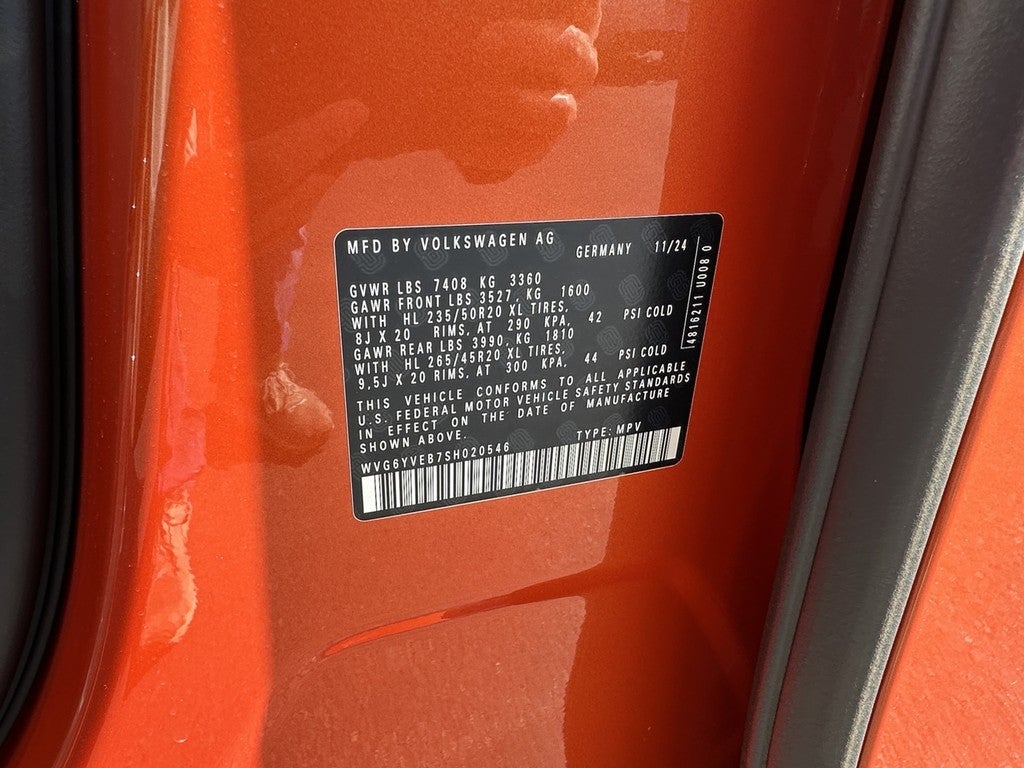 MFD BY VOLKSWAGEN AG GERMANY 11/24
GVWR LBS 7408 KG 3360
GAWR FRONT LBS 3527, KG 1600
WITH HL 235/50R20 XL TIRES,
8J X 20 RIMS, AT 290 KPA, 42 PSI COLD
GAWR REAR LBS 3990, KG 1810
WITH HL 265/45R20 XL TIRES,
9,5J X 20 RIMS, AT 300 KPA, 44 PSI COLD
THIS VEHICLE CONFORMS TO ALL APPLICABLE
U.S. FEDERAL MOTOR VEHICLE SAFETY STANDARDS
IN EFFECT ON THE DATE OF MANUFACTURE
SHOWN ABOVE.
WVG6YVEB7SH020546 TYPE: MPV
4816211 U008 0